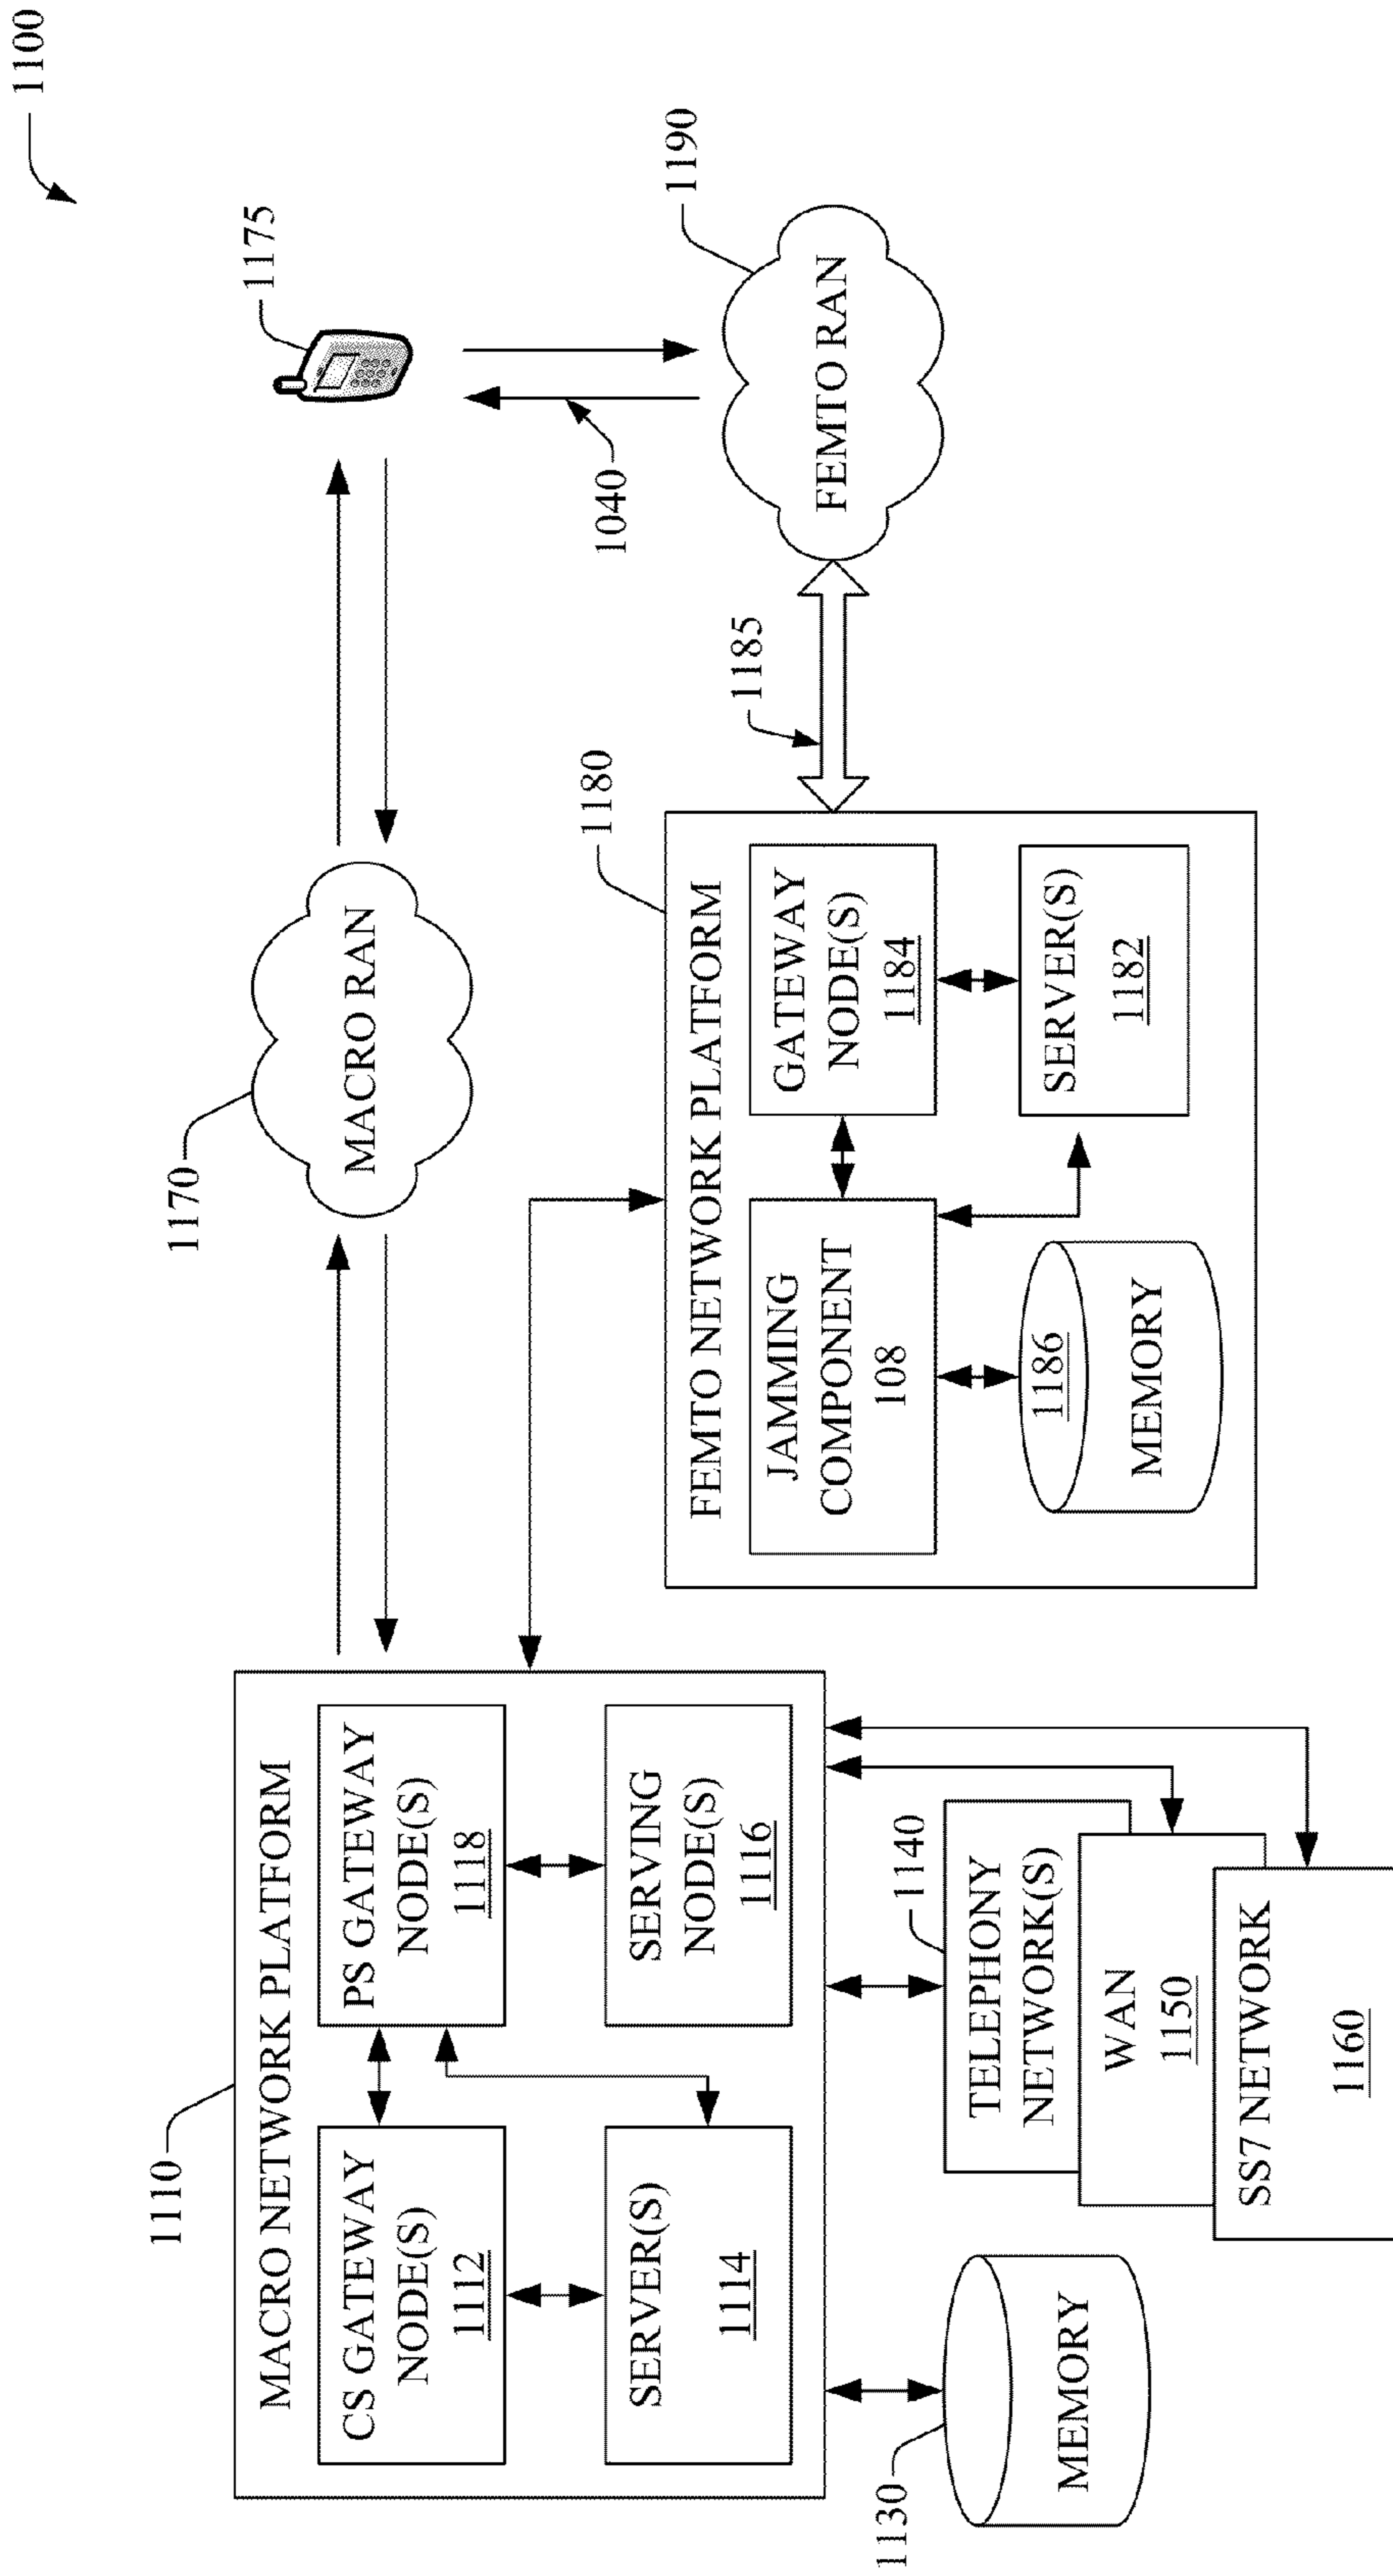 1100
1175
1170
MACRO RAN
1040
1190
FEMTO RAN
1185
1110
MACRO NETWORK PLATFORM
CS GATEWAY
NODE(S)
1112
PS GATEWAY
NODE(S)
1118
SERVER(S)
1114
SERVING
NODE(S)
1116
1180
FEMTO NETWORK PLATFORM
JAMMING
COMPONENT
108
GATEWAY
NODE(S)
1184
1186
MEMORY
SERVER(S)
1182
1130
MEMORY
1140
TELEPHONY
NETWORK(S)
WAN
1150
SS7 NETWORK
1160